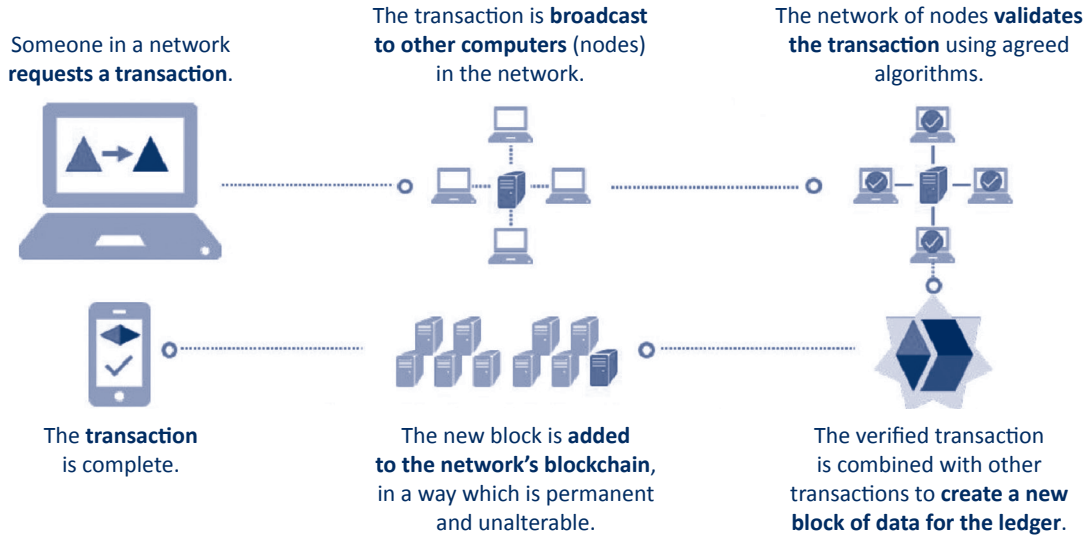 Someone in a network
requests a transaction.
The transaction is broadcast
to other computers (nodes)
in the network.
The network of nodes validates
the transaction using agreed
algorithms.
The transaction
is complete.
The new block is added
to the network's blockchain,
in a way which is permanent
and unalterable.
The verified transaction
is combined with other
transactions to create a new
block of data for the ledger.